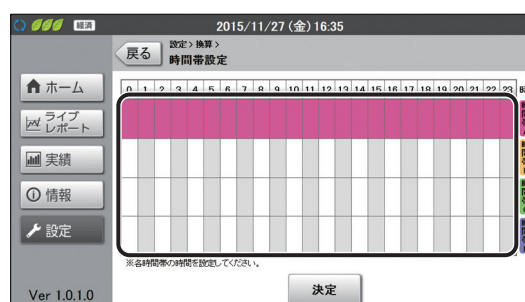 経済 2015/11/27 (金) 16:35
戻る
設定 > 換算 >
時間帯設定
ホーム
ライブ
レポート
実績
情報
設定
Ver 1.0.1.0
0 1 2 3 4 5 6 7 8 9 10 11 12 13 14 15 16 17 18 19 20 21 22 23
※各時間帯の時間を設定してください。
決定